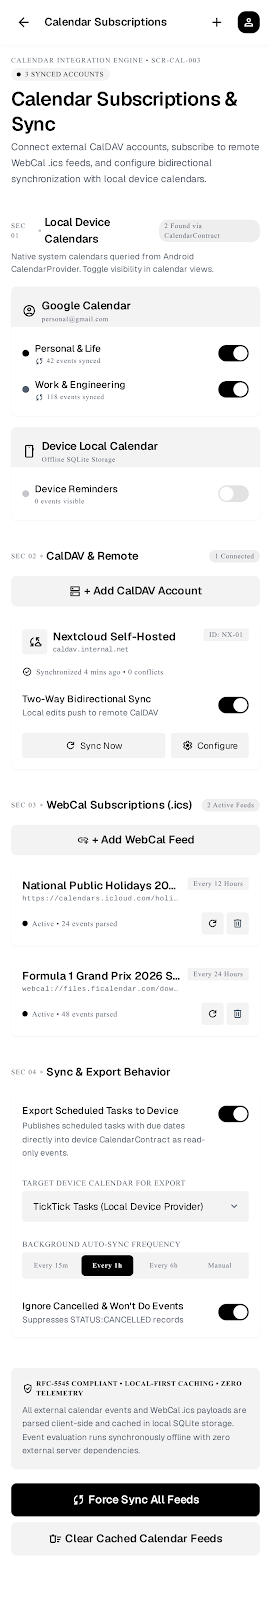 Calendar Subscriptions
CALENDAR INTEGRATION ENGINE • SCR-CAL-003
3 SYNCED ACCOUNTS
Calendar Subscriptions &
Sync
Connect external CalDAV accounts, subscribe to remote
WebCal .ics feeds, and configure bidirectional
synchronization with local device calendars.
SEC 01 • Local Device Calendars
2 Found via CalendarContract
Native system calendars queried from Android
CalendarProvider. Toggle visibility in calendar views.
Google Calendar
personal@gmail.com
Personal & Life
42 events synced
Work & Engineering
118 events synced
Device Local Calendar
Offline SQLite Storage
Device Reminders
0 events visible
SEC 02 • CalDAV & Remote
1 Connected
+ Add CalDAV Account
Nextcloud Self-Hosted
ID: NX-01
caldav.internal.net
Synchronized 4 mins ago • 0 conflicts
Two-Way Bidirectional Sync
Local edits push to remote CalDAV
Sync Now
Configure
SEC 03 • WebCal Subscriptions (.ics)
2 Active Feeds
+ Add WebCal Feed
National Public Holidays 20...
Every 12 Hours
https://calendars.icloud.com/holi...
Active • 24 events parsed
Formula 1 Grand Prix 2026 S...
Every 24 Hours
webcal://files.ficalendar.com/dow...
Active • 48 events parsed
SEC 04 • Sync & Export Behavior
Export Scheduled Tasks to Device
Publishes scheduled tasks with due dates
directly into device CalendarContract as read-
only events.
TARGET DEVICE CALENDAR FOR EXPORT
TickTick Tasks (Local Device Provider)
BACKGROUND AUTO-SYNC FREQUENCY
Every 15m
Every 1h
Every 6h
Manual
Ignore Cancelled & Won't Do Events
Suppresses STATUS:CANCELLED records
RFC-5545 COMPLIANT • LOCAL-FIRST CACHING • ZERO
TELEMETRY
All external calendar events and WebCal ics payloads are
parsed client-side and cached in local SQLite storage.
Event evaluation runs synchronously offline with zero
external server dependencies.
Force Sync All Feeds
Clear Cached Calendar Feeds